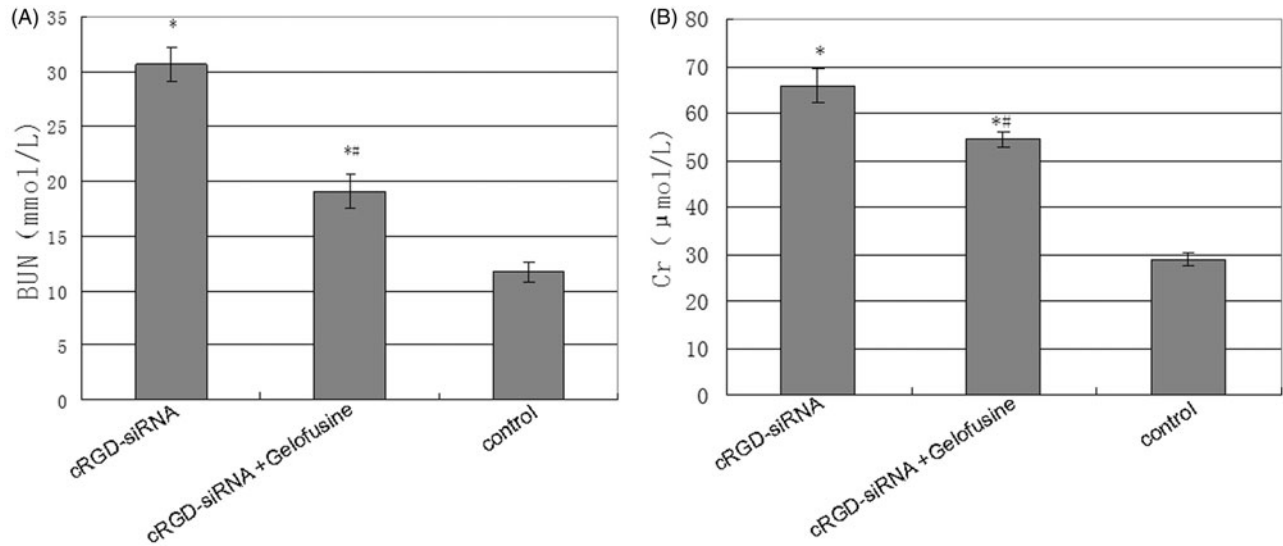 (A)
35
30
25
20
15
10
5
0
BUN (mmol/L)
*
*#
cRGD-siRNA
cRGD-siRNA +Gelofusine
control
(B)
80
70
60
50
40
30
20
10
0
Cr (μmol/L)
*
*#
cRGD-siRNA
cRGD-siRNA +Gelofusine
control